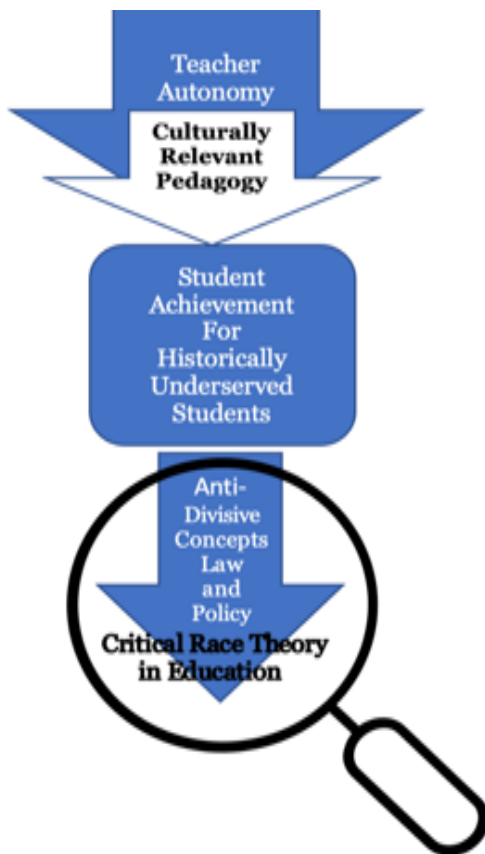 Teacher
Autonomy
Culturally
Relevant
Pedagogy
Student
Achievement
For
Historically
Underserved
Students
Anti-
Divisive
Concepts
Law
and
Policy
Critical Race Theory
in Education